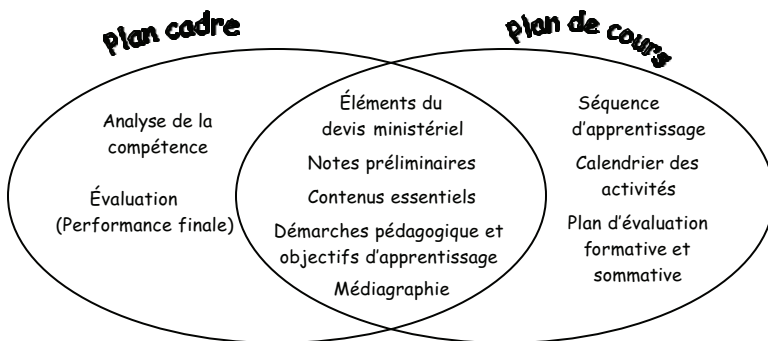 Plan cadre
Plan de cours
Analyse de la
compétence
Évaluation
(Performance finale)
Éléments du
devis ministériel
Notes préliminaires
Contenus essentiels
Démarches pédagogique et
objectifs d'apprentissage
Médiagraphie
Séquence
d'apprentissage
Calendrier des
activités
Plan d'évaluation
formative et
sommative